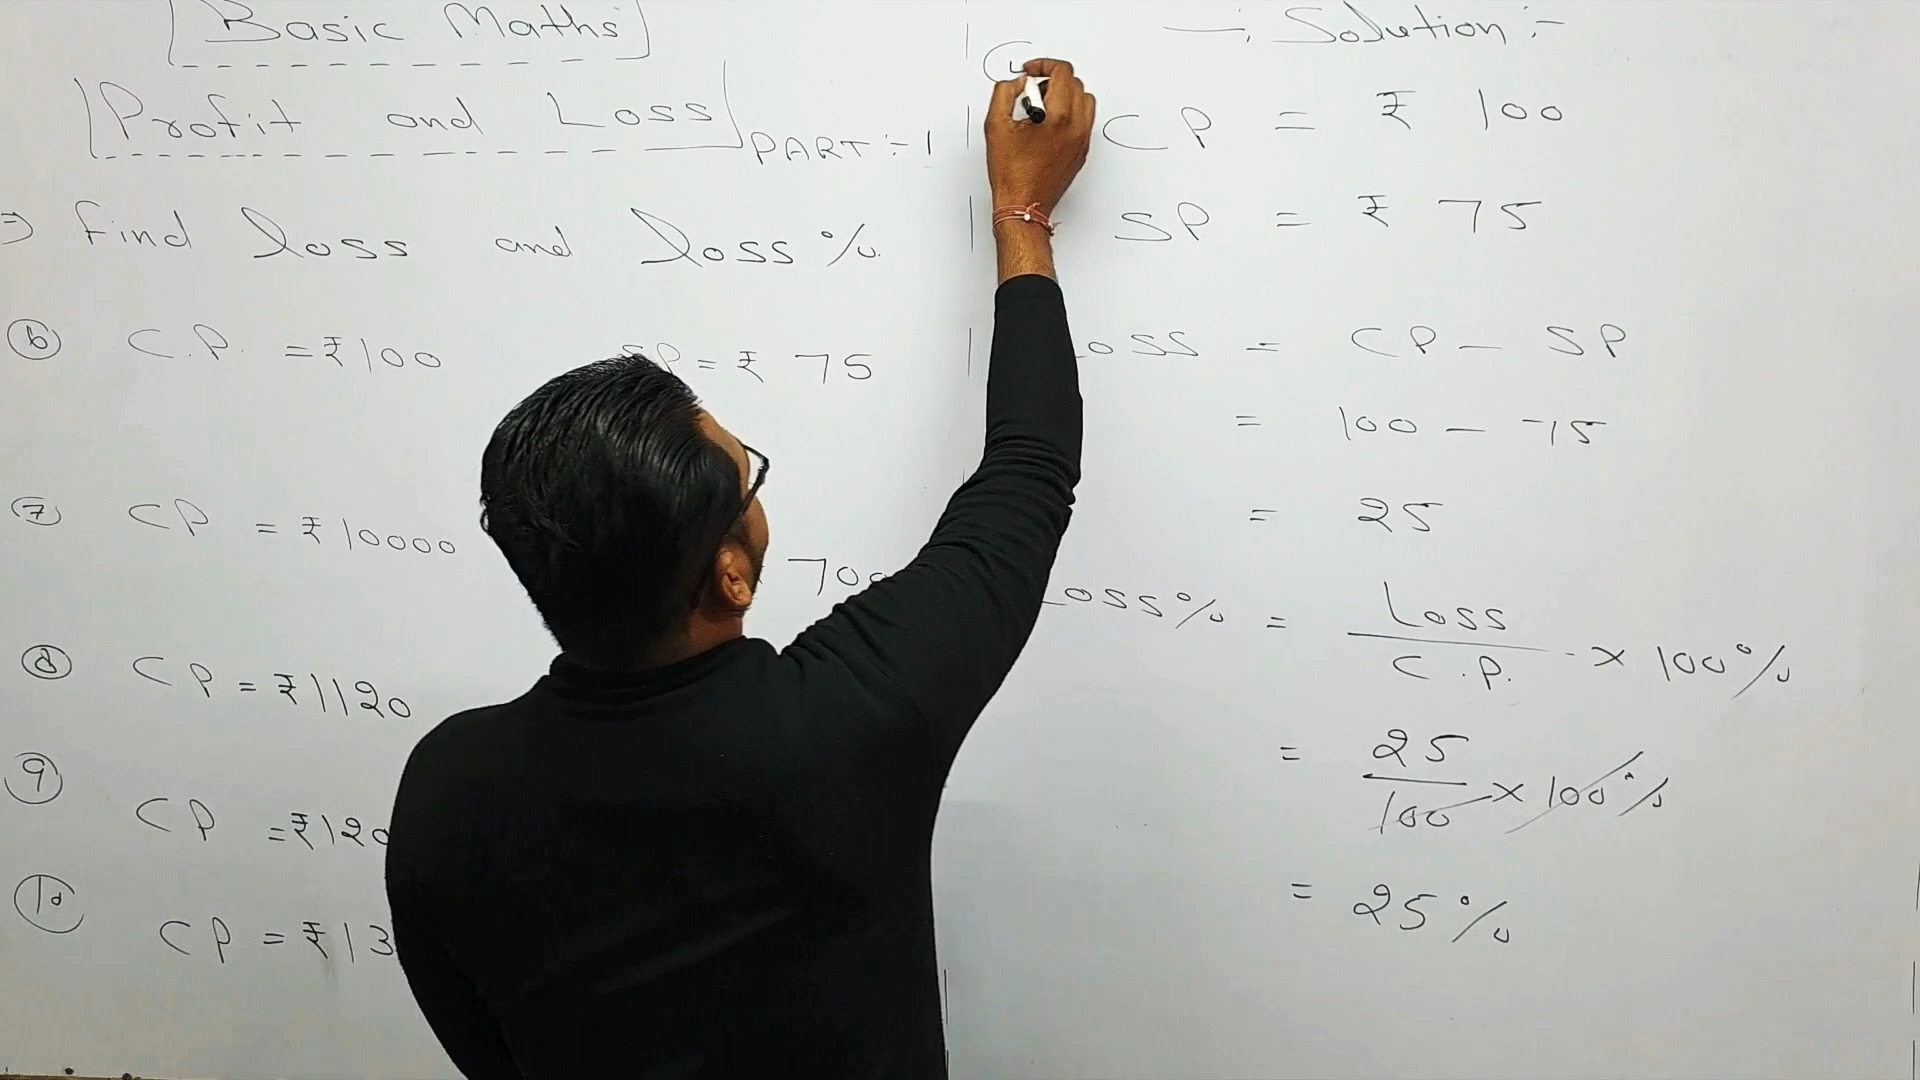 Basic Maths
Profit and Loss PART :- 1
⇒ Find loss and loss %.
⑥ C.P. = ₹100 SP = ₹ 75
⑦ CP = ₹10000 700
⑧ CP = ₹1120
⑨ CP = ₹120
⑩ CP = ₹13
—: Solution :-
CP = ₹ 100
SP = ₹ 75
Loss = CP — SP
= 100 — 75
= 25
Loss% = Loss/C.P. × 100%
= 25/100 × 100%
= 25%